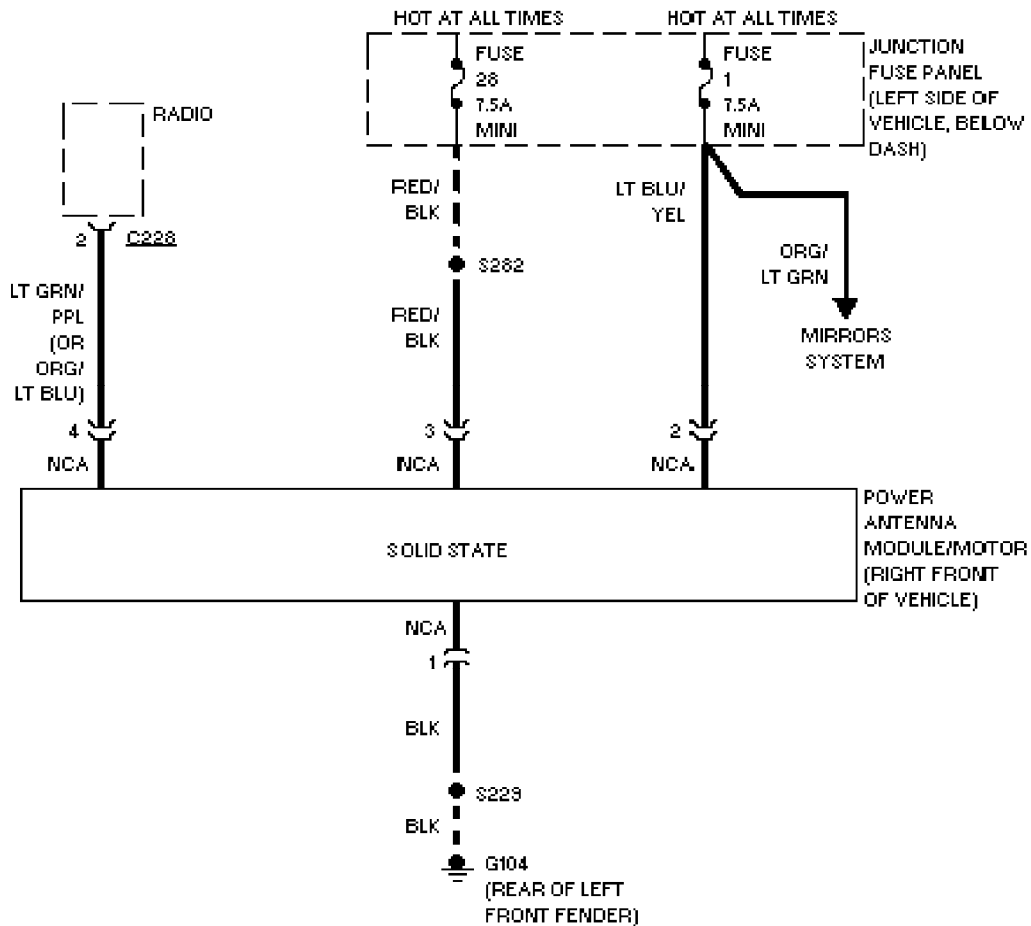 HOT AT ALL TIMES
HOT AT ALL TIMES
FUSE
28
7.5A
MINI
FUSE
1
7.5A
MINI
JUNCTION
FUSE PANEL
(LEFT SIDE OF
VEHICLE, BELOW
DASH)
RADIO
2
C228
RED/
BLK
LT BLU/
YEL
ORG/
LT GRN
S282
LT GRN/
PPL
(OR
ORG/
LT BLU)
RED/
BLK
MIRRORS
SYSTEM
4
3
2
NCA
NCA
NCA
SOLID STATE
POWER
ANTENNA
MODULE/MOTOR
(RIGHT FRONT
OF VEHICLE)
NCA
1
BLK
S229
BLK
G104
(REAR OF LEFT
FRONT FENDER)